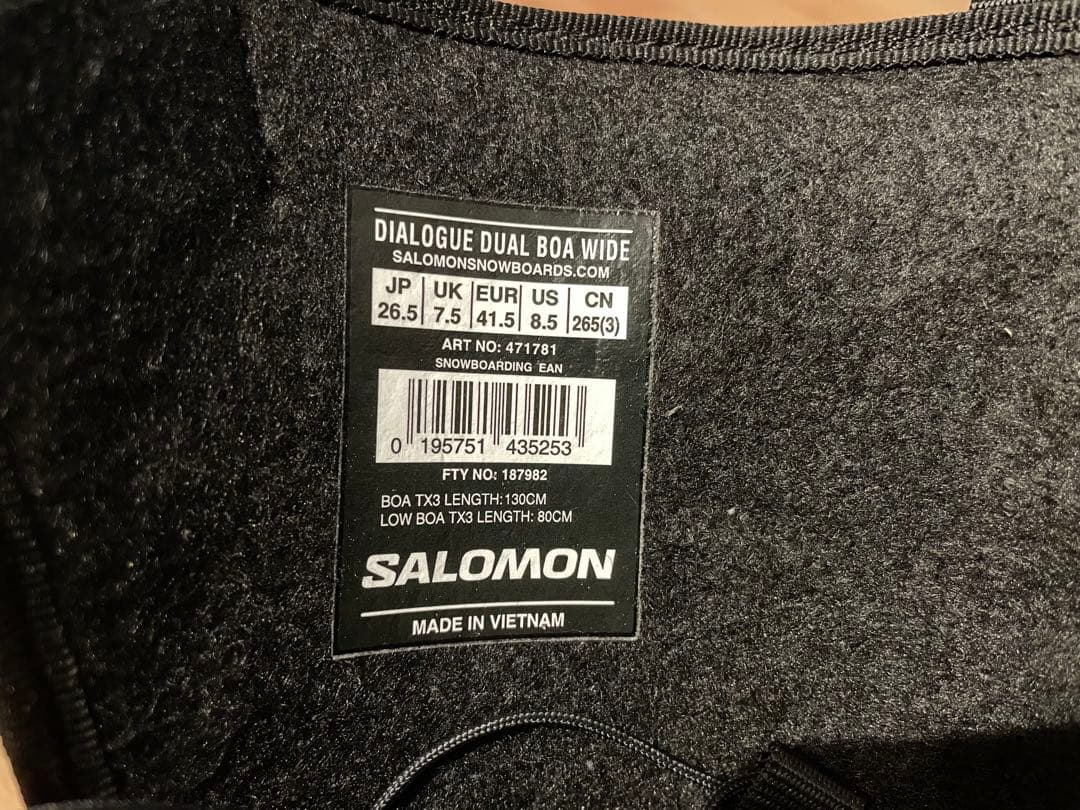 DIALOGUE DUAL BOA WIDE
SALOMONSNOWBOARDS.COM
JP UK EUR US CN
26.5 7.5 41.5 8.5 265(3)
ART NO: 471781
SNOWBOARDING EAN
0 195751 435253
FTY NO: 187982
BOA TX3 LENGTH: 130CM
LOW BOA TX3 LENGTH: 80CM
SALOMON
MADE IN VIETNAM